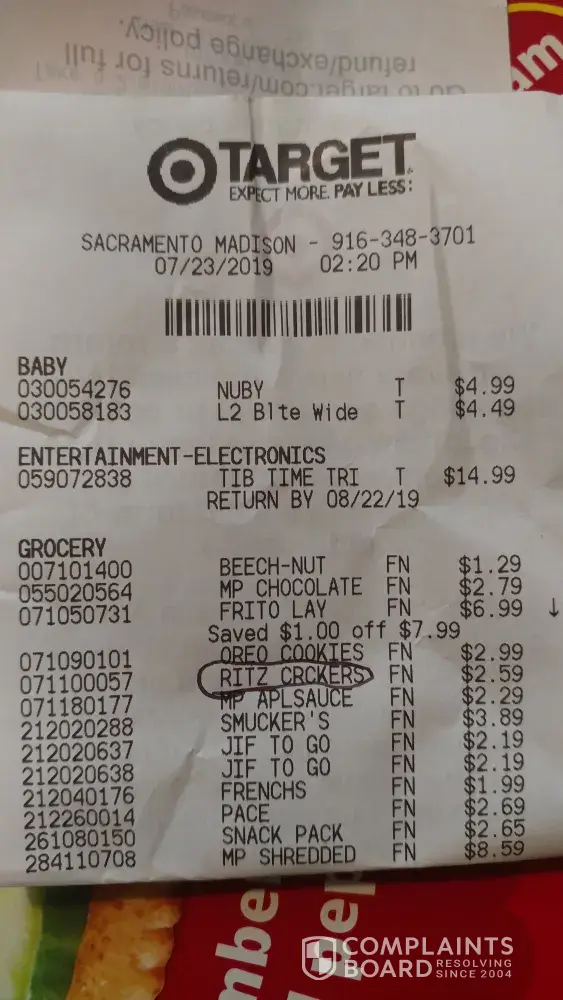 Go to target.com/returns for full
refund/exchange policy.
am
TARGET
EXPECT MORE. PAY LESS.
SACRAMENTO MADISON - 916-348-3701
07/23/2019 02:20 PM
BABY
030054276 NUBY T $4.99
030058183 L2 Blte Wide T $4.49
ENTERTAINMENT-ELECTRONICS
059072838 TIB TIME TRI T $14.99
RETURN BY 08/22/19
GROCERY
007101400 BEECH-NUT FN $1.29
055020564 MP CHOCOLATE FN $2.79
071050731 FRITO LAY FN $6.99 ↓
Saved $1.00 off $7.99
071090101 OREO COOKIES FN $2.99
071100057 RITZ CRCKERS FN $2.59
071180177 MP APLSAUCE FN $2.29
212020288 SMUCKER'S FN $3.89
212020637 JIF TO GO FN $2.19
212020638 JIF TO GO FN $2.19
212040176 FRENCHS FN $1.99
212260014 PACE FN $2.69
261080150 SNACK PACK FN $2.65
284110708 MP SHREDDED FN $8.59
COMPLAINTS
BOARD RESOLVING
SINCE 2004